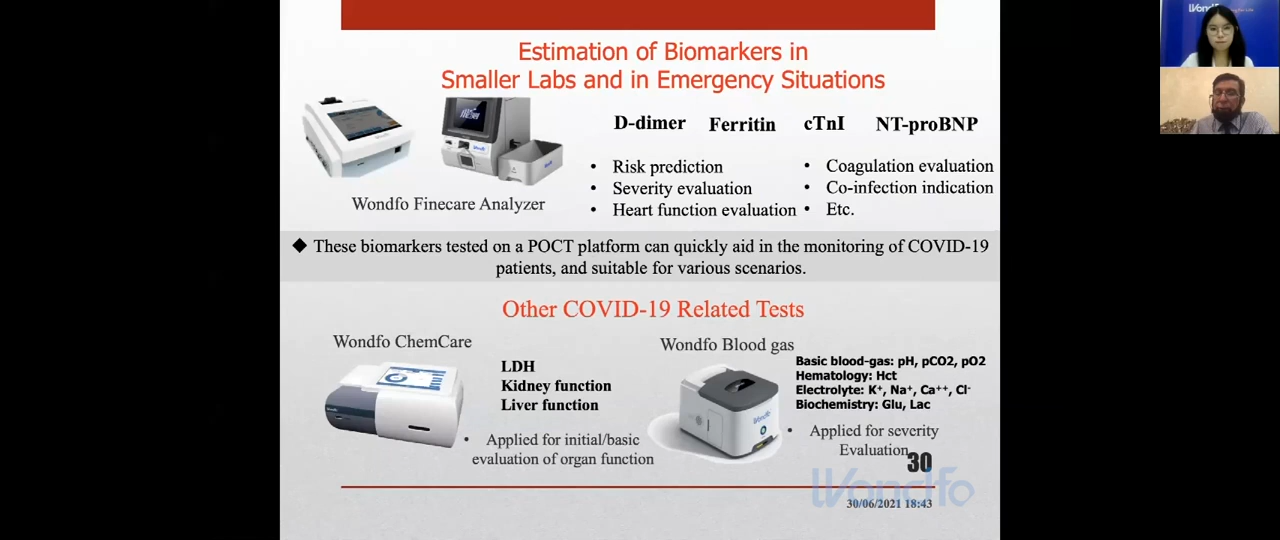 Estimation of Biomarkers in
Smaller Labs and in Emergency Situations
D-dimer Ferritin cTnI NT-proBNP
• Risk prediction
• Severity evaluation
• Heart function evaluation
• Coagulation evaluation
• Co-infection indication
• Etc.
Wondfo Finecare Analyzer
◆ These biomarkers tested on a POCT platform can quickly aid in the monitoring of COVID-19
patients, and suitable for various scenarios.
Other COVID-19 Related Tests
Wondfo ChemCare
LDH
Kidney function
Liver function
• Applied for initial/basic
evaluation of organ function
Wondfo Blood gas
Basic blood-gas: pH, pCO2, pO2
Hematology: Hct
Electrolyte: K⁺, Na⁺, Ca⁺⁺, Cl⁻
Biochemistry: Glu, Lac
• Applied for severity
Evaluation
Wondfo
30
Wondfo
30/06/2021 18:43
Wondfo